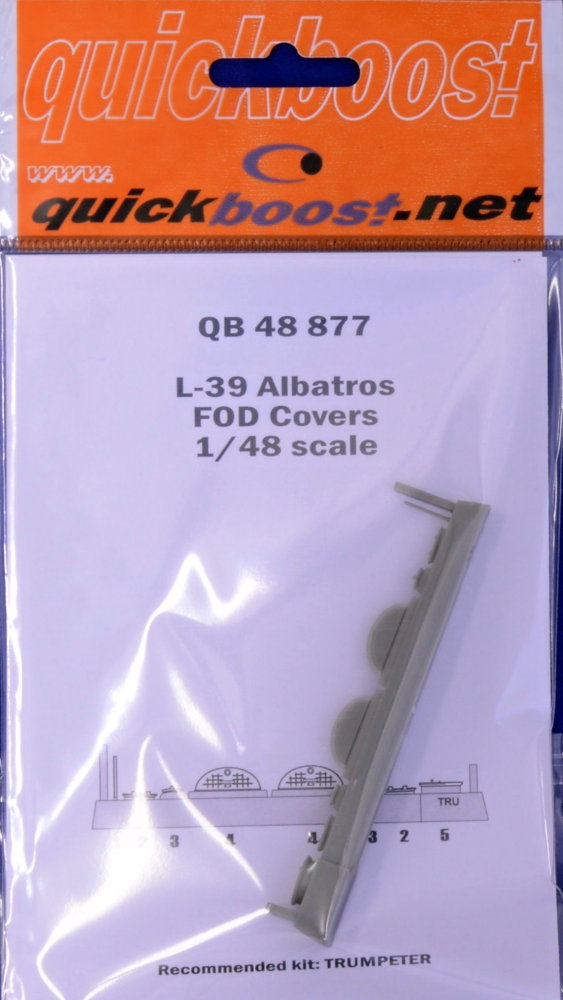 quickboost
www.
quickboost.net
QB 48 877
L-39 Albatros
FOD Covers
1/48 scale
TRU
1 2 3 4 4 3 2 5
Recommended kit: TRUMPETER